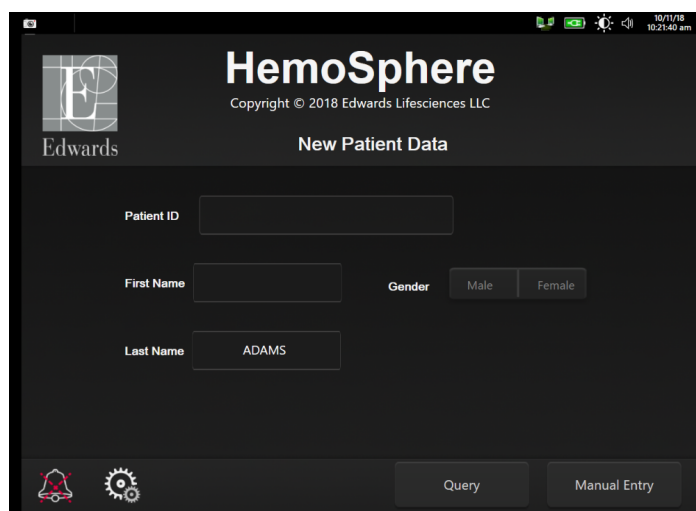 10/11/18
10:21:40 am
HemoSphere
Copyright © 2018 Edwards Lifesciences LLC
E
Edwards
New Patient Data
Patient ID
First Name
Gender Male Female
Last Name ADAMS
Query Manual Entry